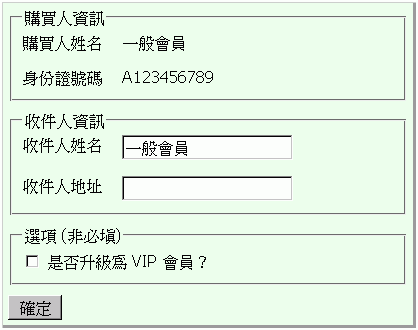 購買人資訊
購買人姓名 一般會員
身份證號碼 A123456789
收件人資訊
收件人姓名 一般會員
收件人地址
選項 (非必填)
是否升級為 VIP 會員？
確定